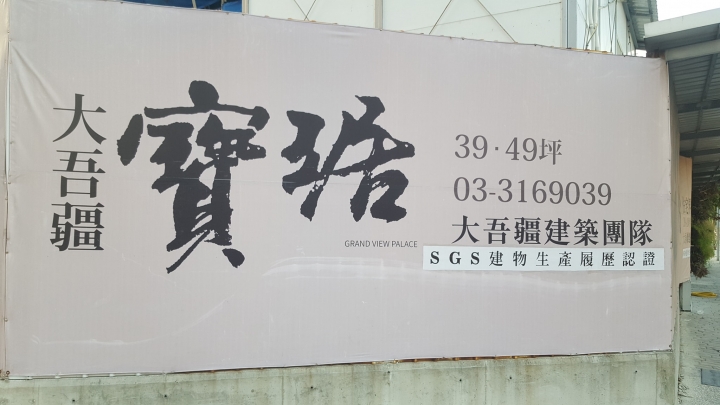 大吾疆
寶琚
GRAND VIEW PALACE
39·49坪
03-3169039
大吾疆建築團隊
SGS建物生產履歷認證